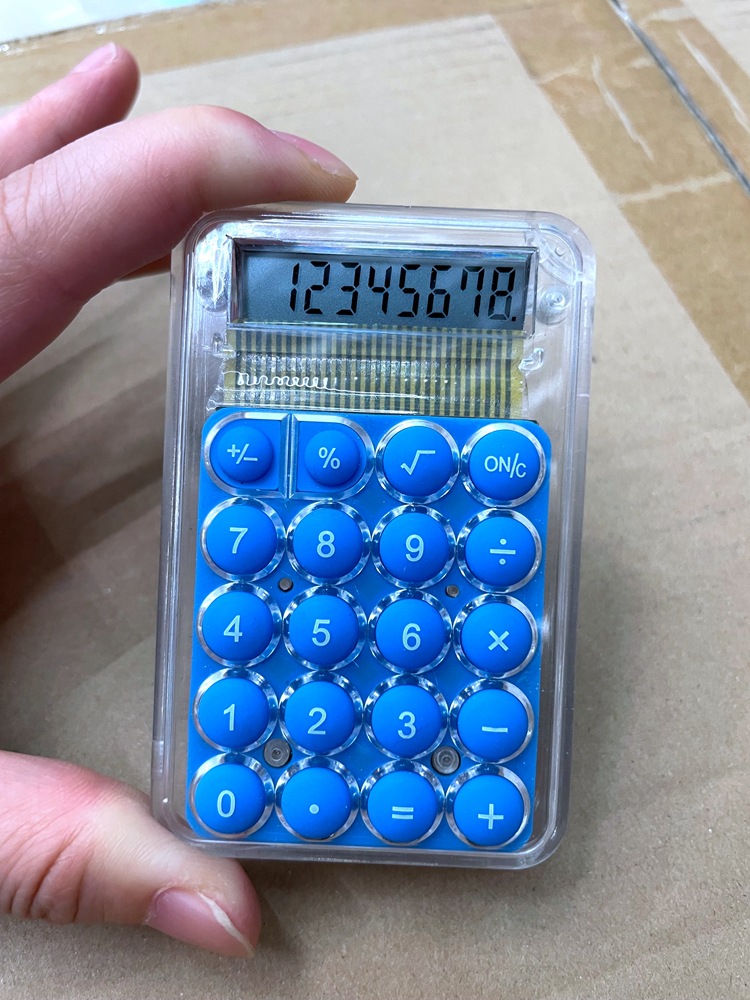 12345678.
+/− % √ ON/C
7 8 9 ÷
4 5 6 ×
1 2 3 −
0 · = +